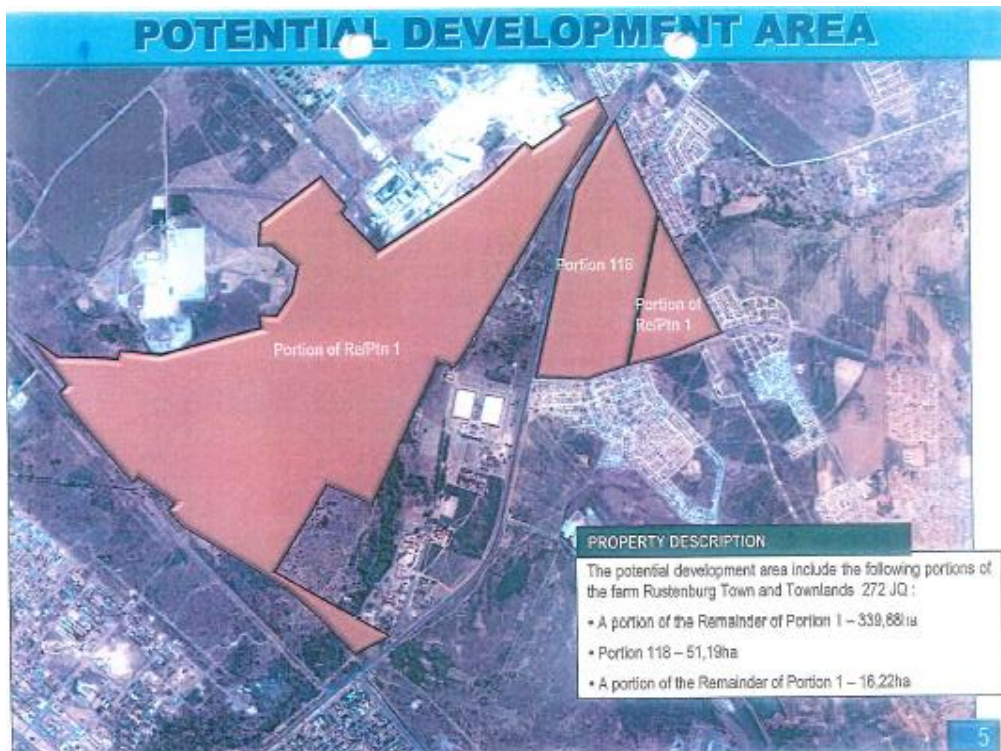 POTENTIAL DEVELOPMENT AREA
Portion 118
Portion of
Re/Ptn 1
Portion of Re/Ptn 1
PROPERTY DESCRIPTION
The potential development area include the following portions of
the farm Rustenburg Town and Townlands 272 JQ :
• A portion of the Remainder of Portion 1 – 339,68ha
• Portion 118 – 51,19ha
• A portion of the Remainder of Portion 1 – 16,22ha
5